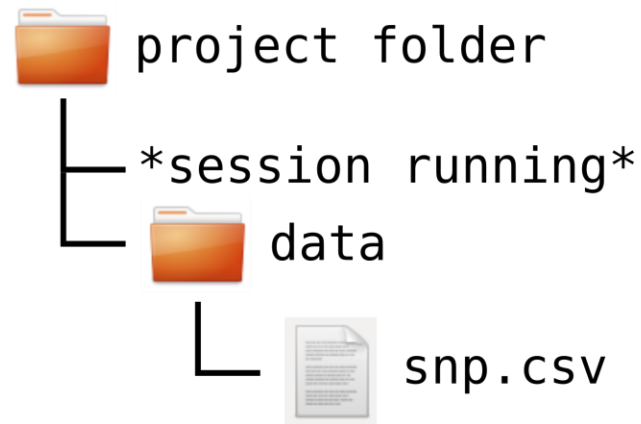 project folder
*session running*
data
snp.csv